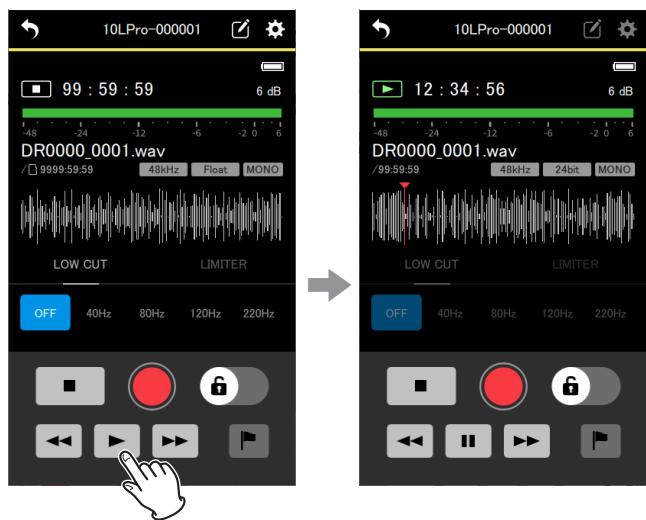 10LPro-000001
99 : 59 : 59
6 dB
-48 -24 -12 -6 -2 0 6
DR0000_0001.wav
/ 9999:59:59 48kHz Float MONO
LOW CUT LIMITER
OFF 40Hz 80Hz 120Hz 220Hz
10LPro-000001
12 : 34 : 56
6 dB
-48 -24 -12 -6 -2 0 6
DR0000_0001.wav
/99:59:59 48kHz 24bit MONO
LOW CUT LIMITER
OFF 40Hz 80Hz 120Hz 220Hz